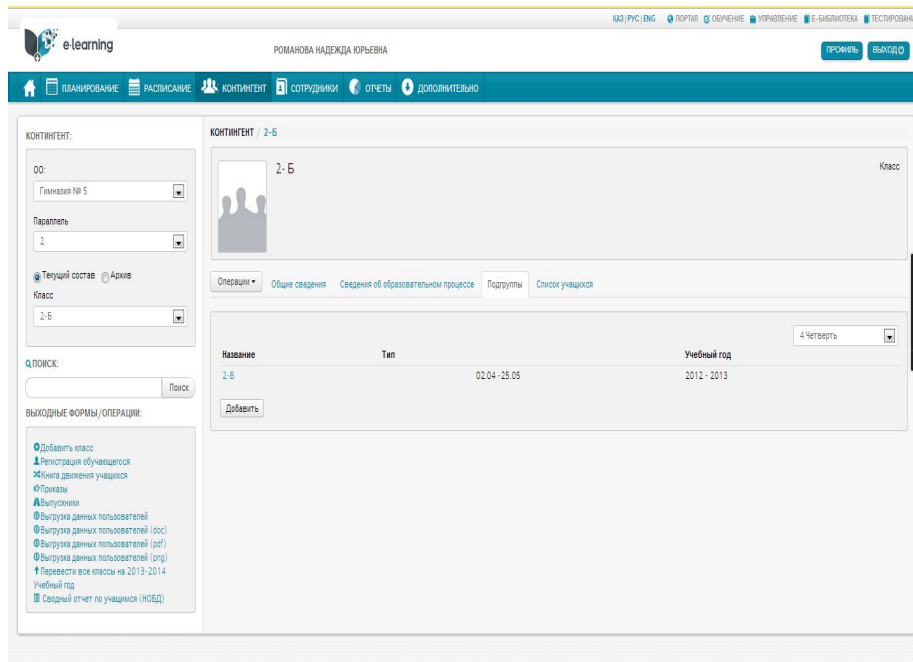 ҚАЗ|РУС|ENG ПОРТАЛ ОБУЧЕНИЕ УПРАВЛЕНИЕ Е-БИБЛИОТЕКА ТЕСТИРОВАНИ
e-learning
РОМАНОВА НАДЕЖДА ЮРЬЕВНА
ПРОФИЛЬ ВЫХОД
ПЛАНИРОВАНИЕ РАСПИСАНИЕ КОНТИНГЕНТ СОТРУДНИКИ ОТЧЕТЫ ДОПОЛНИТЕЛЬНО
КОНТИНГЕНТ:
ОО:
Гимназия № 5
Параллель
2
Текущий состав Архив
Класс
2-Б
ПОИСК:
Поиск
ВЫХОДНЫЕ ФОРМЫ/ОПЕРАЦИИ:
Добавить класс
Регистрация обучающегося
Книга движения учащихся
Приказы
Выпускники
Выгрузка данных пользователей
Выгрузка данных пользователей (doc)
Выгрузка данных пользователей (pdf)
Выгрузка данных пользователей (png)
Перевести все классы на 2013-2014
Учебный год
Сводный отчет по учащимся (НОБД)
КОНТИНГЕНТ / 2-Б
2- Б
Класс
Операции Общие сведения Сведения об образовательном процессе Подгруппы Список учащихся
4 Четверть
Название Тип Учебный год
2-Б 02.04 -25.05 2012 - 2013
Добавить